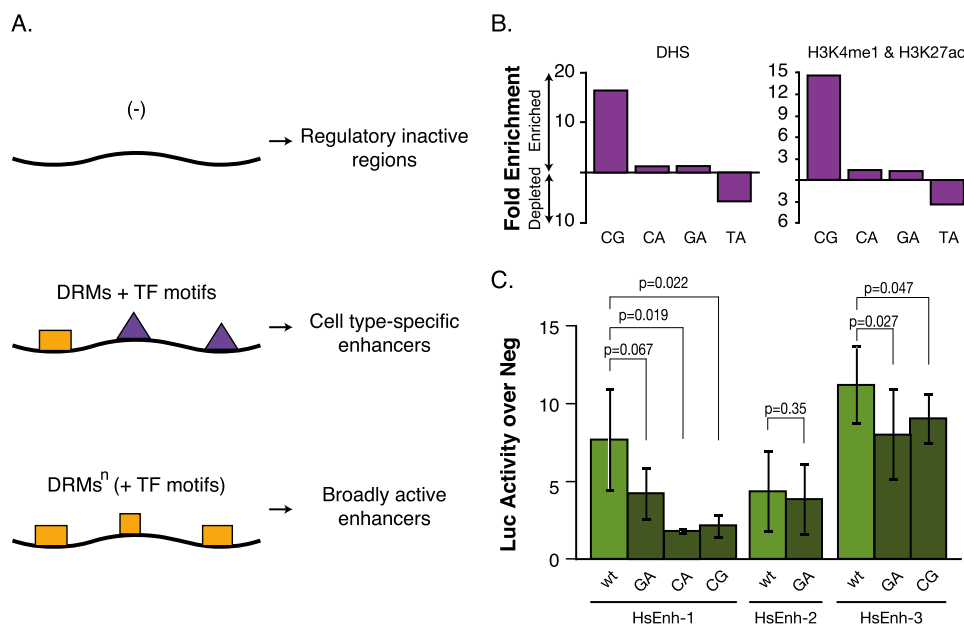 A.
(-)
Regulatory inactive
regions
DRMs + TF motifs
Cell type-specific
enhancers
DRMsⁿ (+ TF motifs)
Broadly active
enhancers
B.
DHS
H3K4me1 & H3K27ac
Fold Enrichment
Depleted
Enriched
20
10
10
CG CA GA TA
15
12
9
6
3
3
6
CG CA GA TA
C.
Luc Activity over Neg
15
10
5
0
p=0.022
p=0.019
p=0.067
p=0.35
p=0.047
p=0.027
wt GA CA CG wt GA wt GA CG
HsEnh-1 HsEnh-2 HsEnh-3